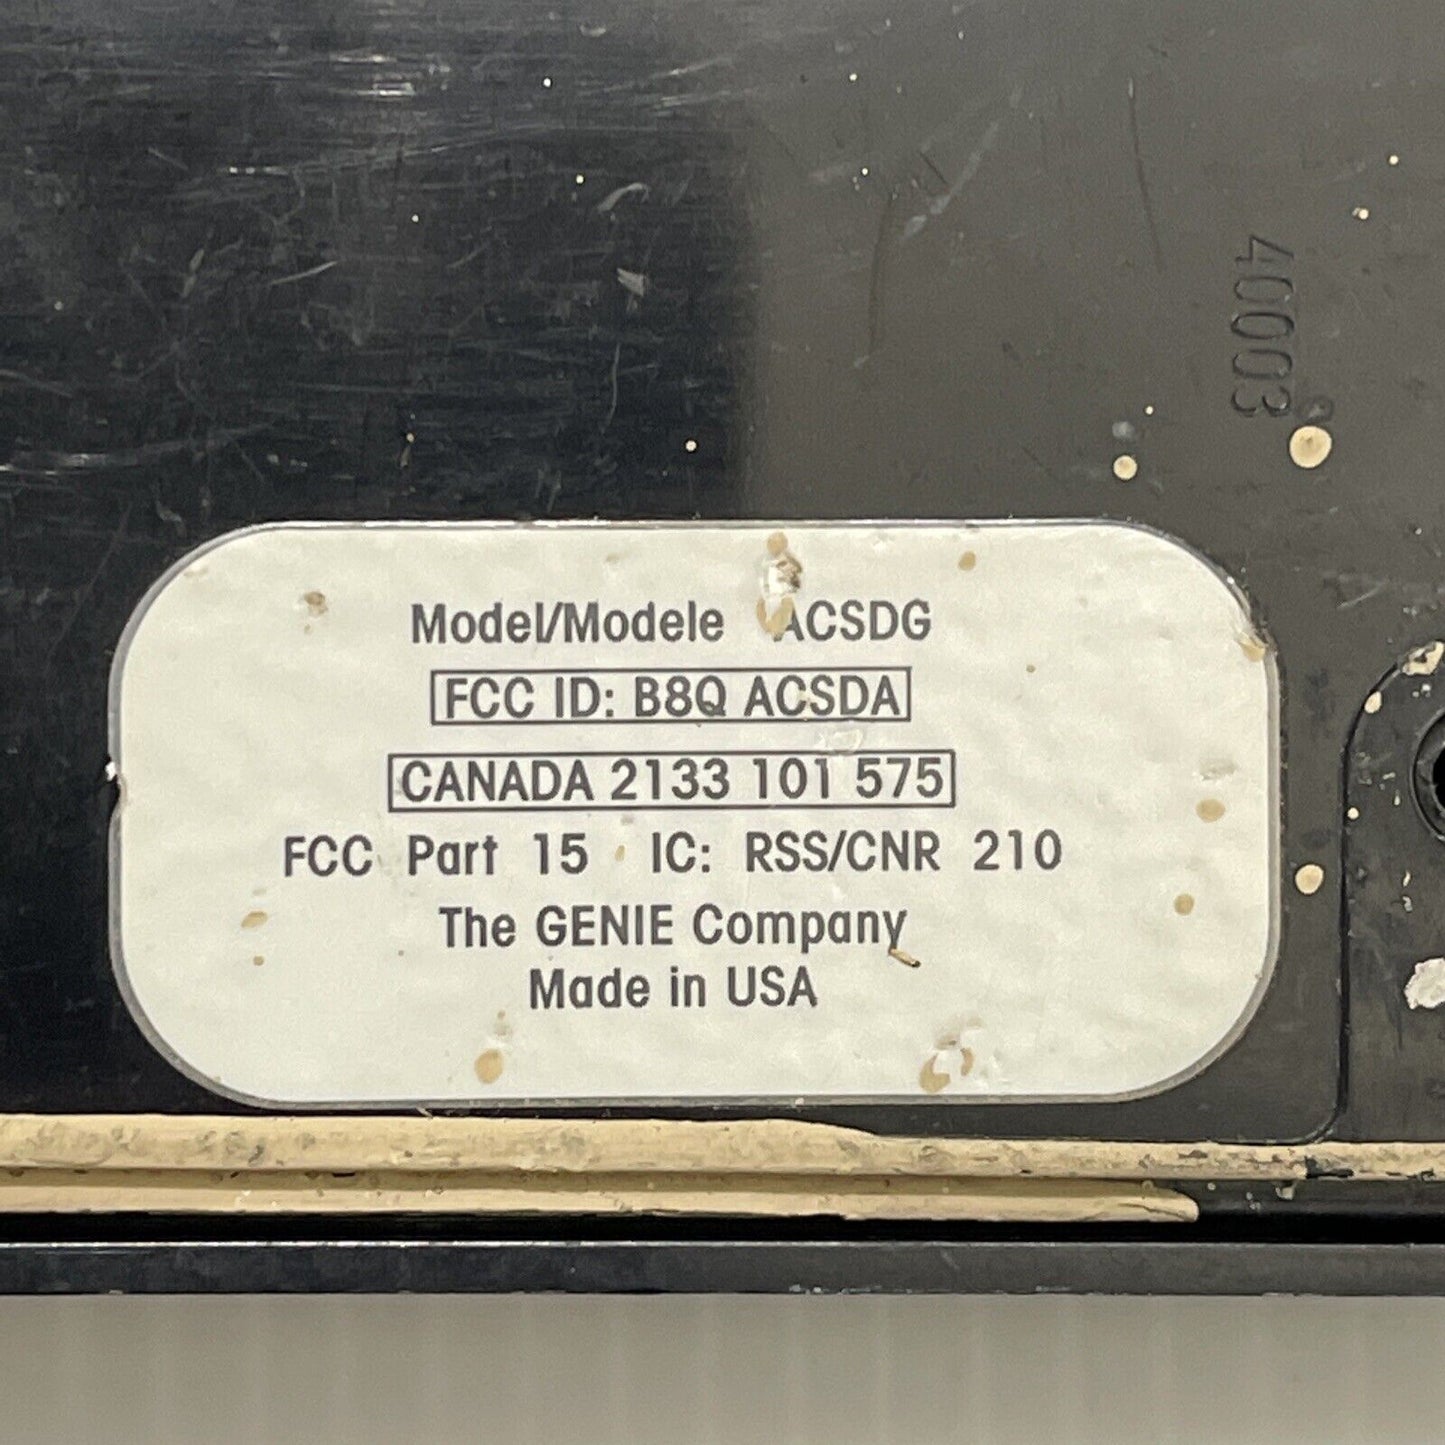 40003
Model/Modele ACSDG
FCC ID: B8Q ACSDA
CANADA 2133 101 575
FCC Part 15 IC: RSS/CNR 210
The GENIE Company
Made in USA